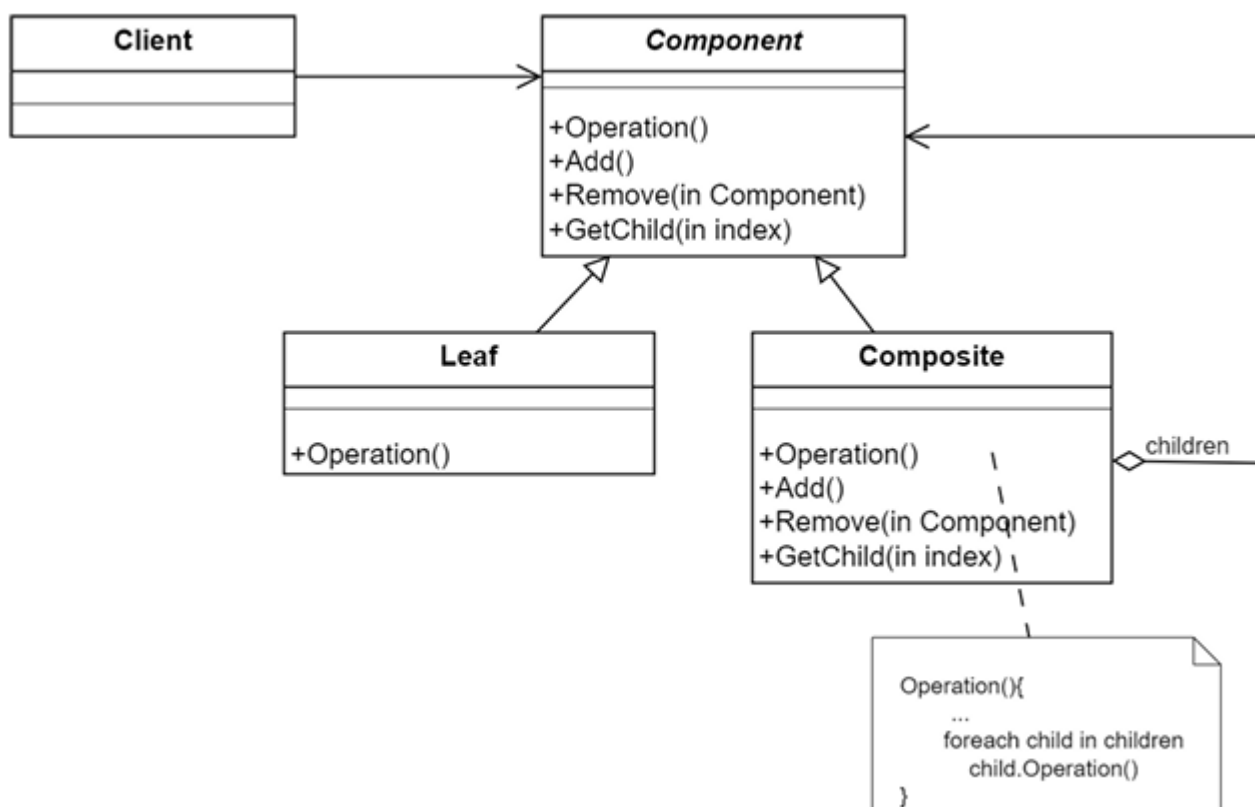 Client
Component
+Operation()
+Add()
+Remove(in Component)
+GetChild(in index)
Leaf
+Operation()
Composite
+Operation()
+Add()
+Remove(in Component)
+GetChild(in index)
children
Operation(){
...
foreach child in children
child.Operation()
}